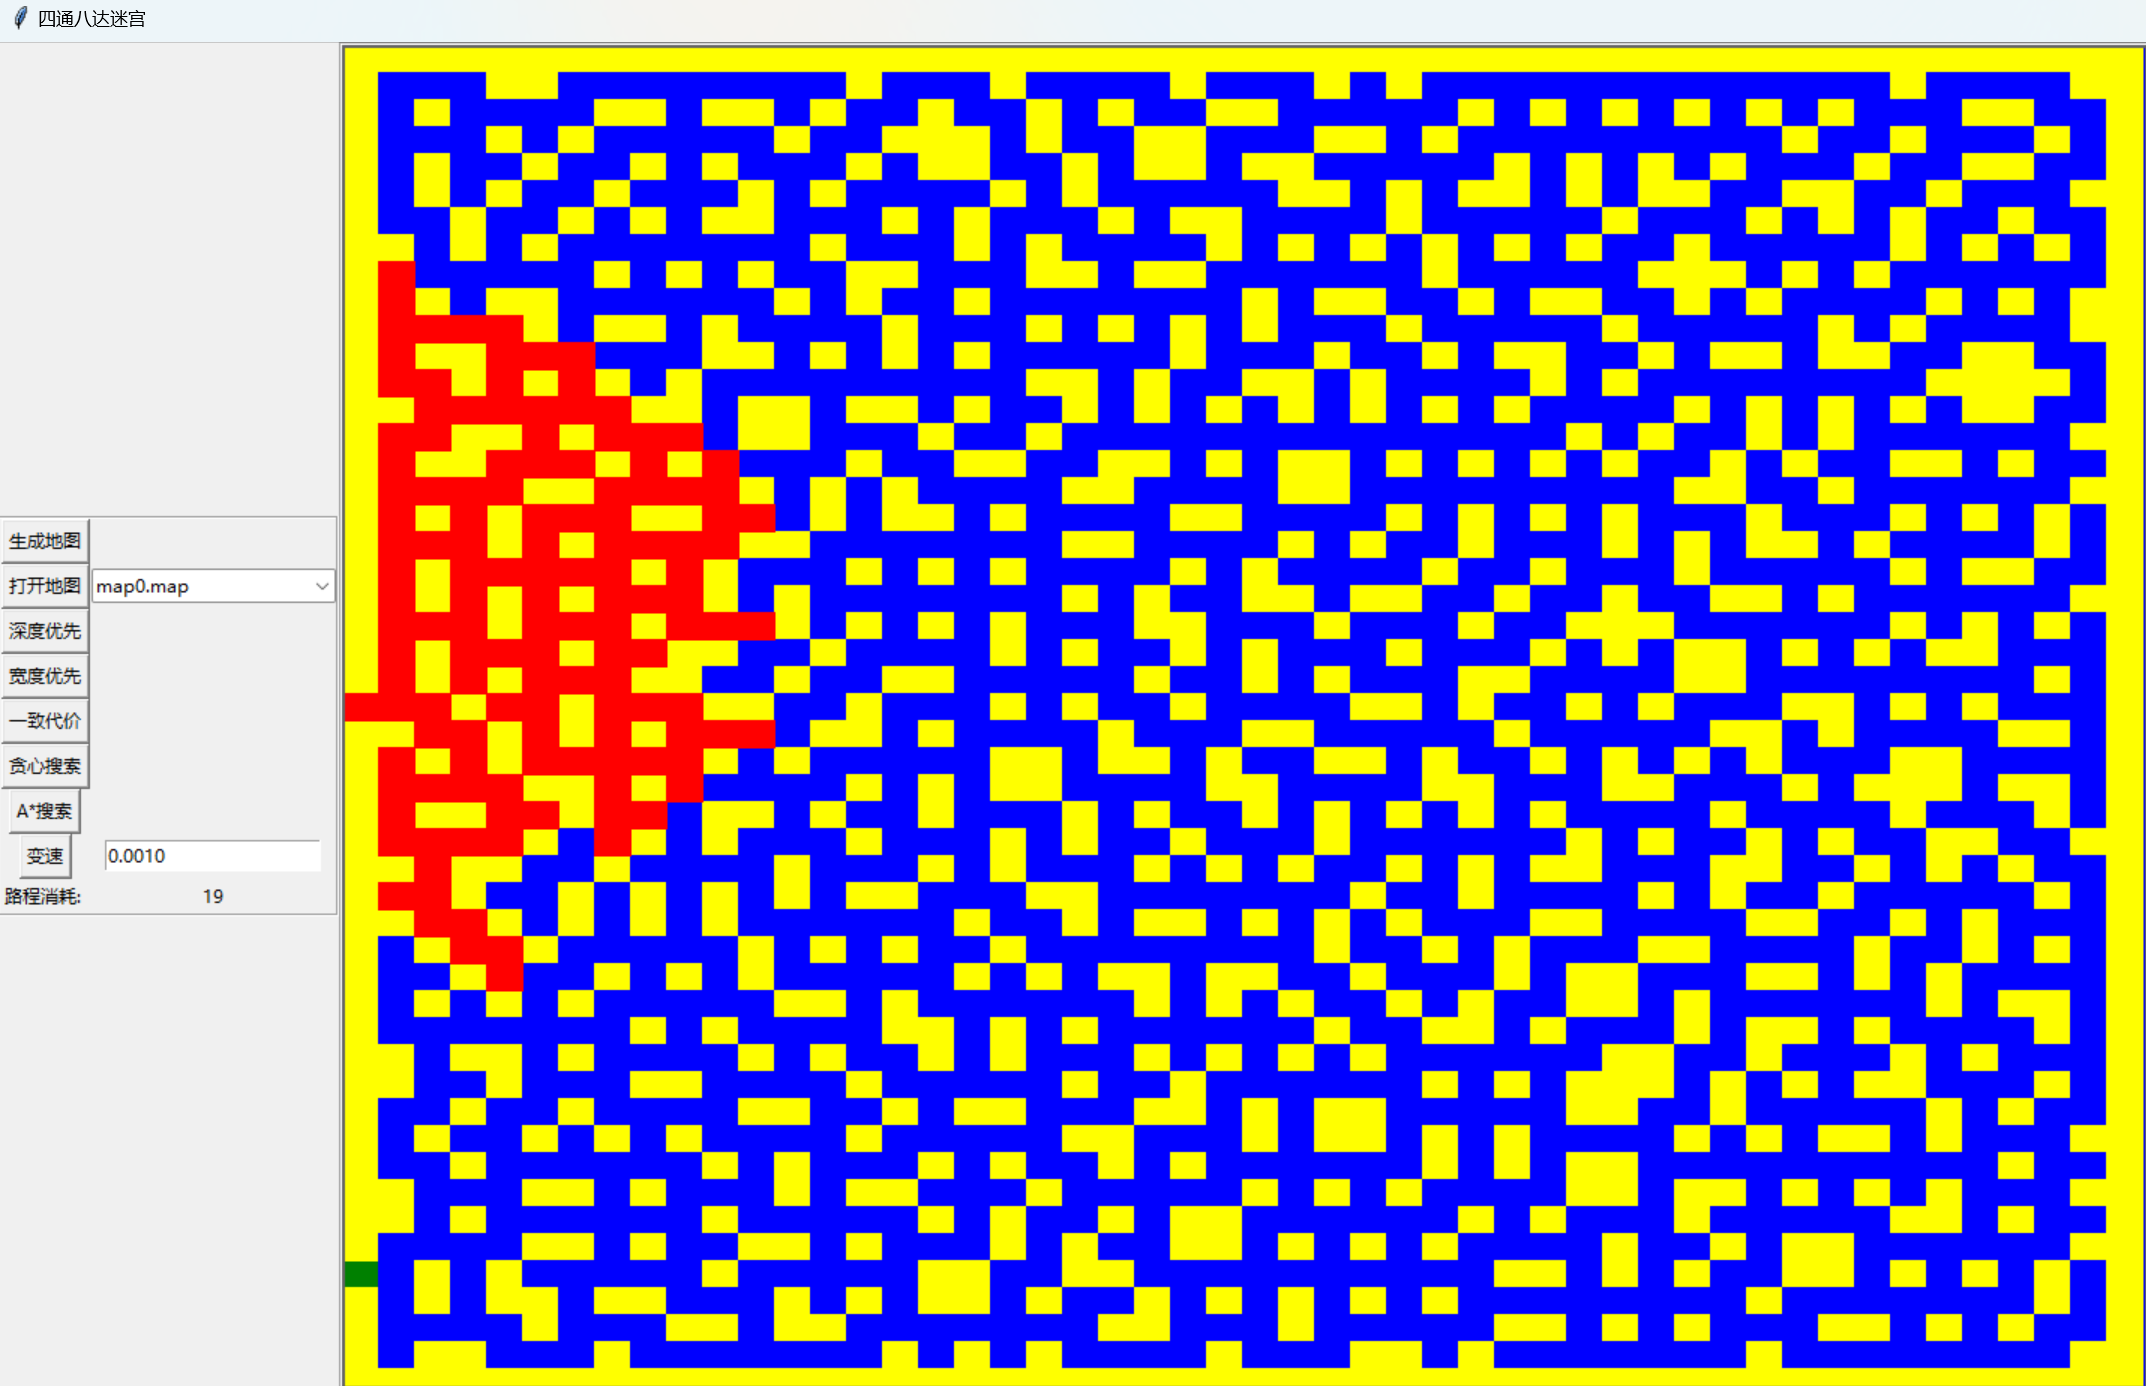 四通八达迷宫
生成地图
打开地图 map0.map
深度优先
宽度优先
一致代价
贪心搜索
A*搜索
变速 0.0010
路程消耗: 19